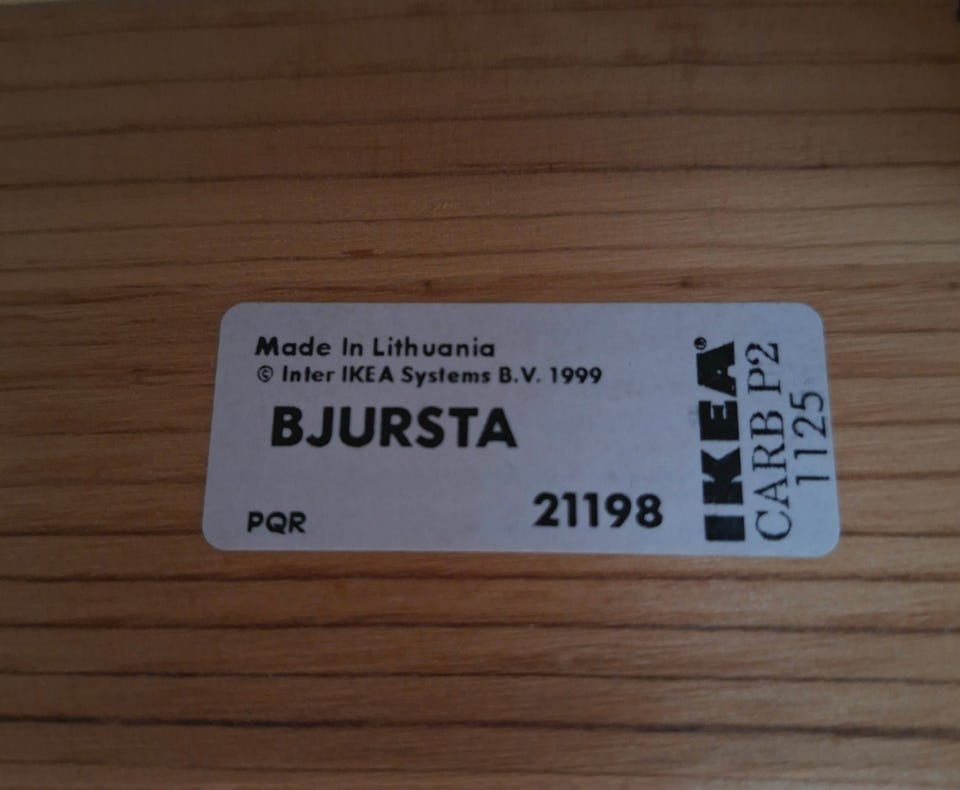 Made In Lithuania
© Inter IKEA Systems B.V. 1999
BJURSTA
PQR
21198
IKEA®
CARB P2
1125